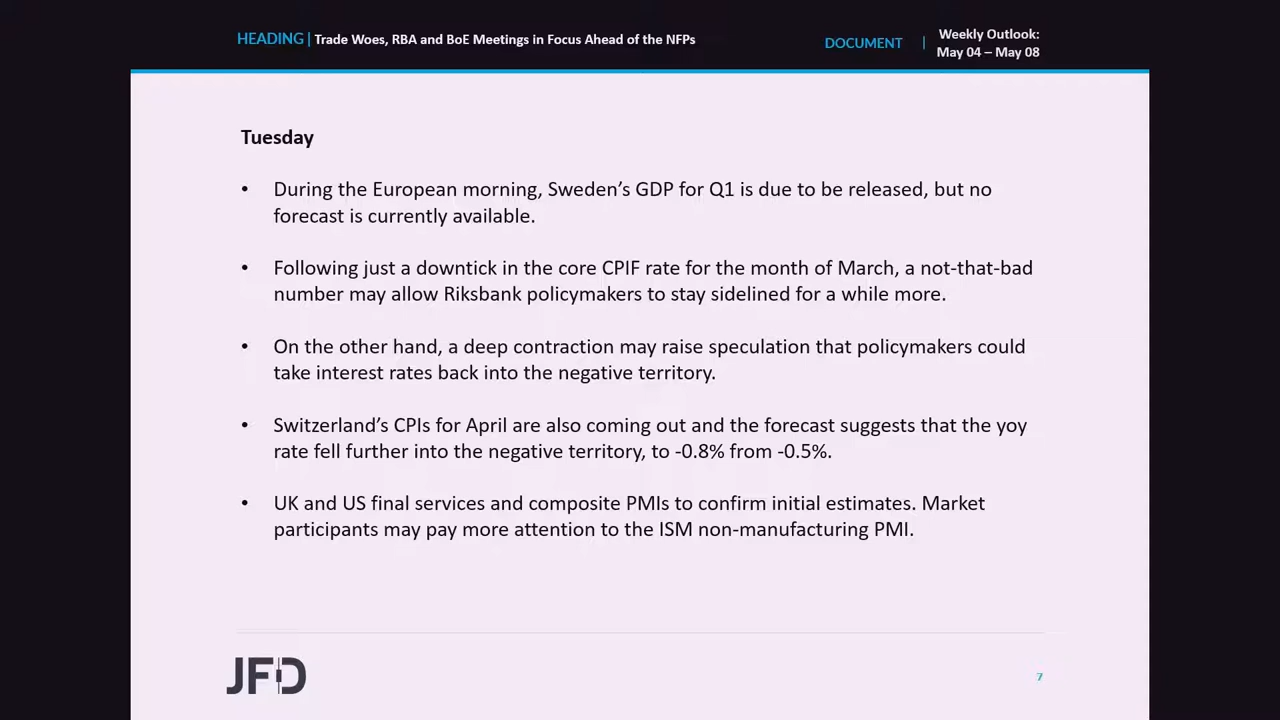 HEADING | Trade Woes, RBA and BoE Meetings in Focus Ahead of the NFPs
DOCUMENT | Weekly Outlook:
May 04 – May 08
Tuesday
• During the European morning, Sweden’s GDP for Q1 is due to be released, but no
forecast is currently available.
• Following just a downtick in the core CPIF rate for the month of March, a not-that-bad
number may allow Riksbank policymakers to stay sidelined for a while more.
• On the other hand, a deep contraction may raise speculation that policymakers could
take interest rates back into the negative territory.
• Switzerland’s CPIs for April are also coming out and the forecast suggests that the yoy
rate fell further into the negative territory, to -0.8% from -0.5%.
• UK and US final services and composite PMIs to confirm initial estimates. Market
participants may pay more attention to the ISM non-manufacturing PMI.
JFD
7